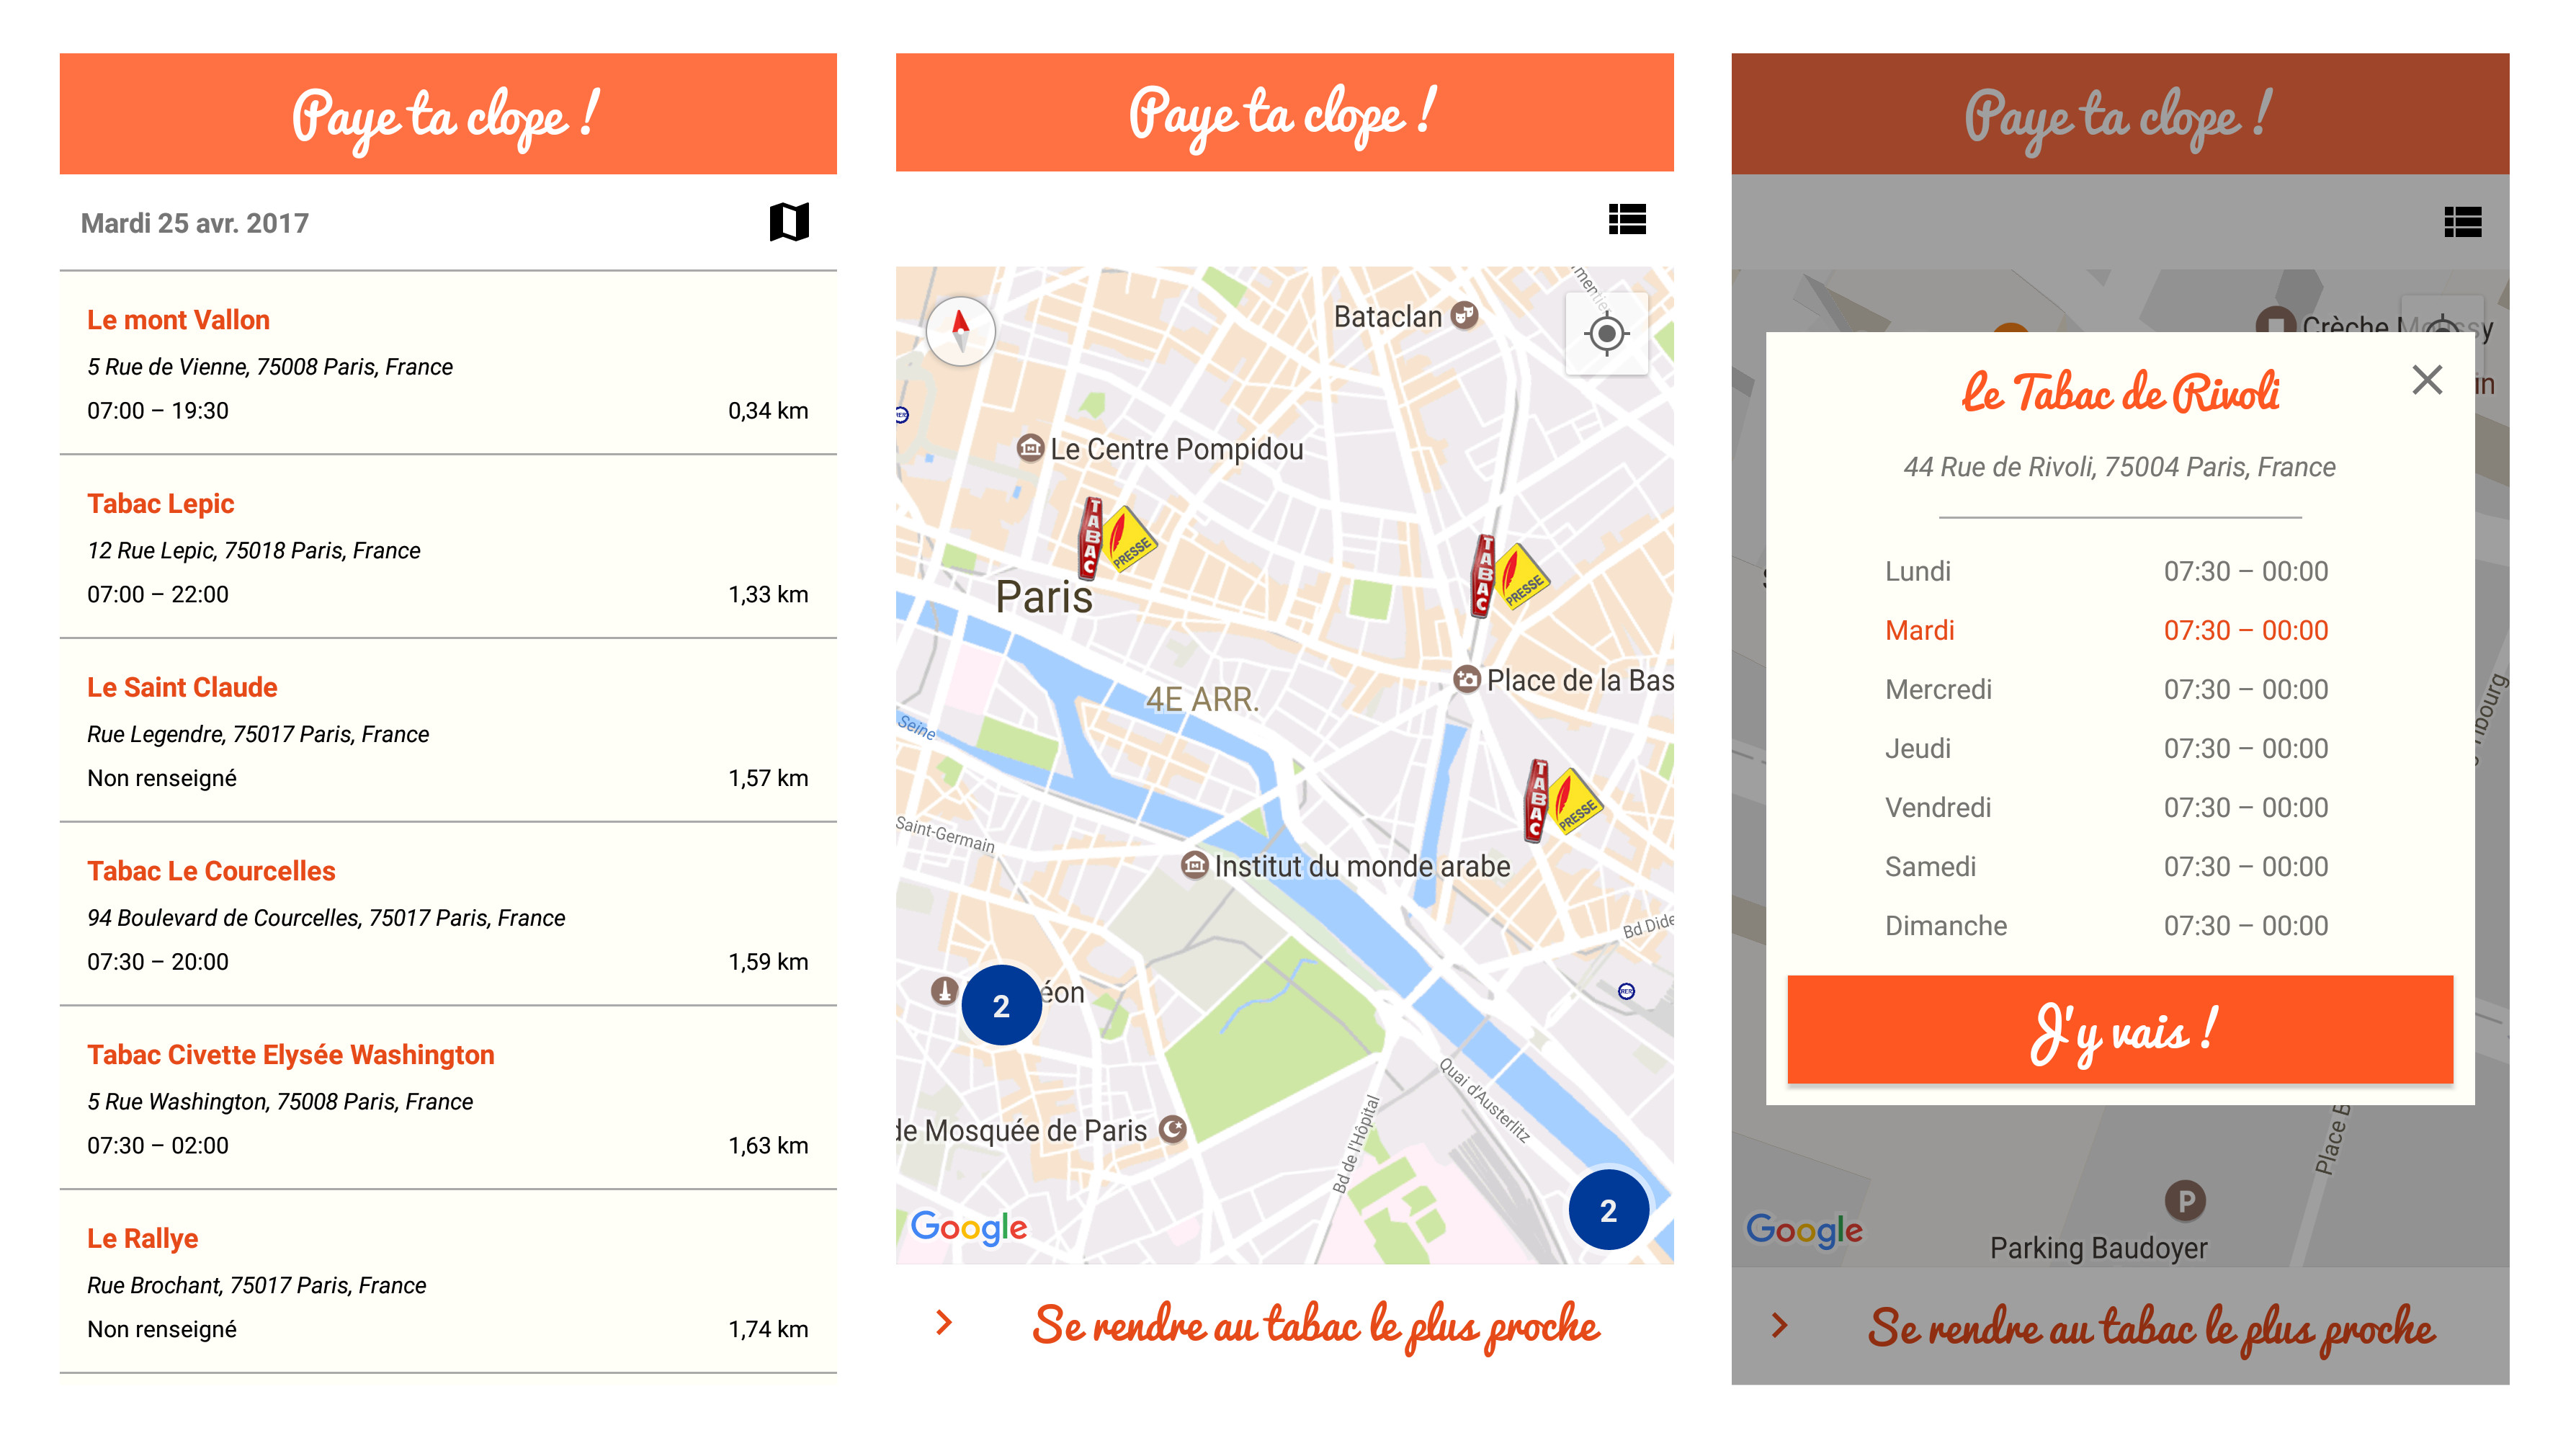 Paye ta clope !
Mardi 25 avr. 2017
Le mont Vallon
5 Rue de Vienne, 75008 Paris, France
07:00 – 19:30 0,34 km
Tabac Lepic
12 Rue Lepic, 75018 Paris, France
07:00 – 22:00 1,33 km
Le Saint Claude
Rue Legendre, 75017 Paris, France
Non renseigné 1,57 km
Tabac Le Courcelles
94 Boulevard de Courcelles, 75017 Paris, France
07:30 – 20:00 1,59 km
Tabac Civette Elysée Washington
5 Rue Washington, 75008 Paris, France
07:30 – 02:00 1,63 km
Le Rallye
Rue Brochant, 75017 Paris, France
Non renseigné 1,74 km
Paye ta clope !
Bataclan
RER
Le Centre Pompidou
TABAC PRESSE
TABAC PRESSE
Paris
Place de la Bas
4E ARR.
Seine
TABAC PRESSE
Saint-Germain
Institut du monde arabe
Bd Dide
RER
2
éon
Quai d'Austerlitz
Bd de l'Hôpital
de Mosquée de Paris
2
Google
Se rendre au tabac le plus proche
Paye ta clope !
Crèche
sy
in
Le Tabac de Rivoli
44 Rue de Rivoli, 75004 Paris, France
Lundi 07:30 – 00:00
Mardi 07:30 – 00:00
Mercredi 07:30 – 00:00
Jeudi 07:30 – 00:00
Vendredi 07:30 – 00:00
Samedi 07:30 – 00:00
Dimanche 07:30 – 00:00
J'y vais !
bourg
Place B
P
Parking Baudoyer
Google
Se rendre au tabac le plus proche